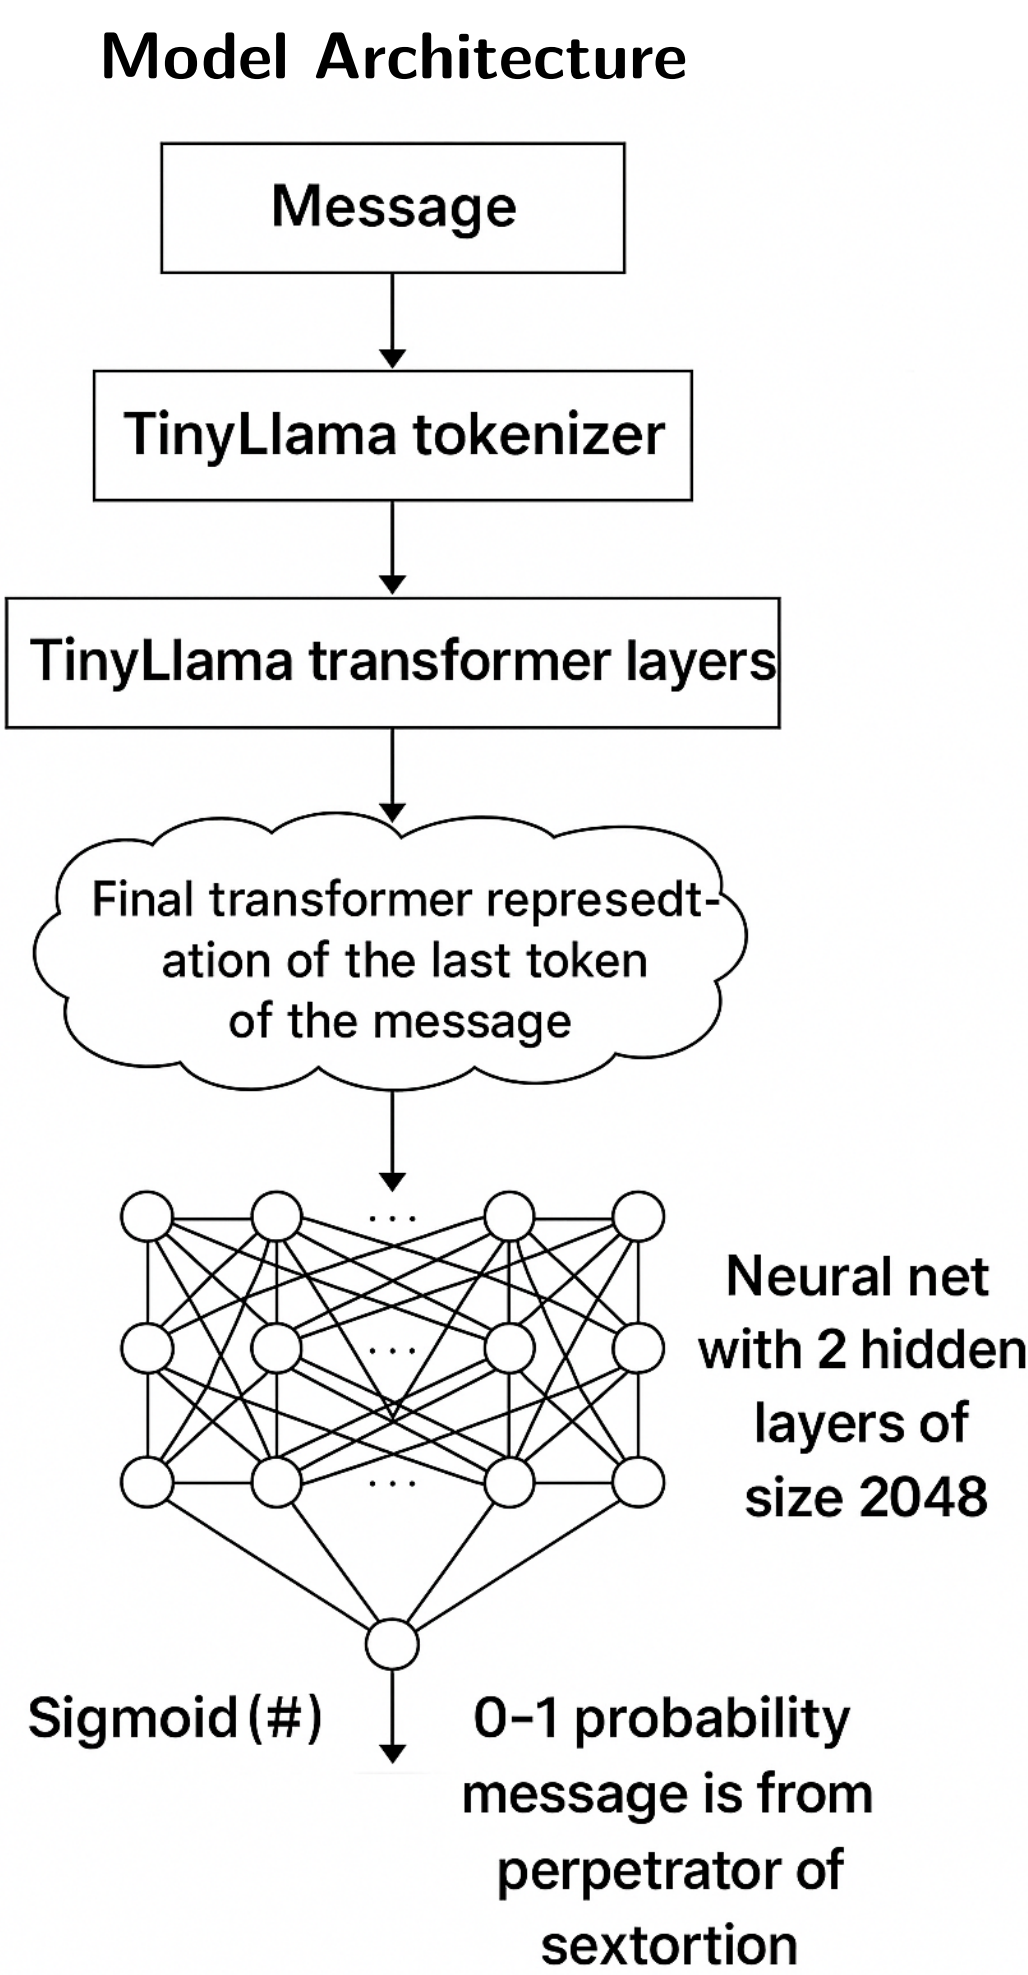 Model Architecture
Message
TinyLlama tokenizer
TinyLlama transformer layers
Final transformer represedt-
ation of the last token
of the message
...
...
...
Neural net
with 2 hidden
layers of
size 2048
Sigmoid (#)
0-1 probability
message is from
perpetrator of
sextortion